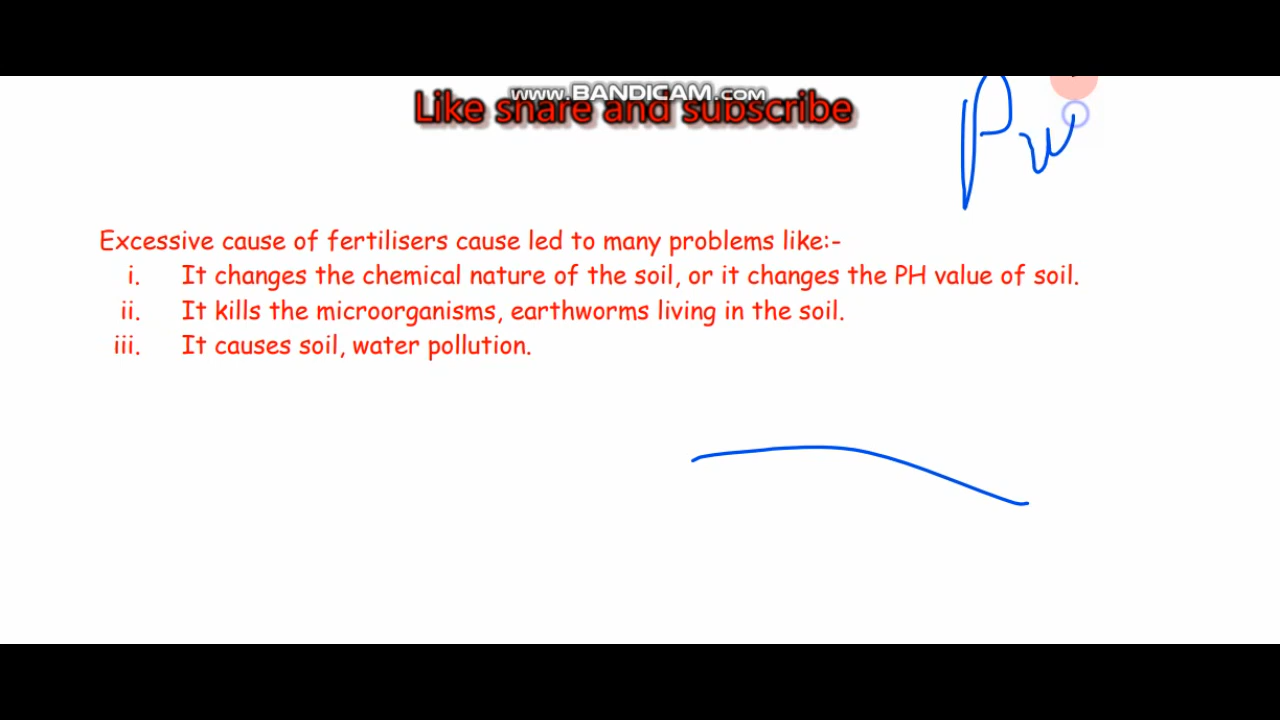 www.BANDICAM.COM
Like share and subscribe
Excessive cause of fertilisers cause led to many problems like:-
i. It changes the chemical nature of the soil, or it changes the PH value of soil.
ii. It kills the microorganisms, earthworms living in the soil.
iii. It causes soil, water pollution.